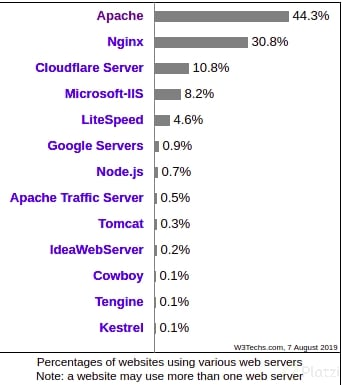 Apache 44.3%
Nginx 30.8%
Cloudflare Server 10.8%
Microsoft-IIS 8.2%
LiteSpeed 4.6%
Google Servers 0.9%
Node.js 0.7%
Apache Traffic Server 0.5%
Tomcat 0.3%
IdeaWebServer 0.2%
Cowboy 0.1%
Tengine 0.1%
Kestrel 0.1%
W3Techs.com, 7 August 2019
Percentages of websites using various web servers
Note: a website may use more than one web server
Platzi